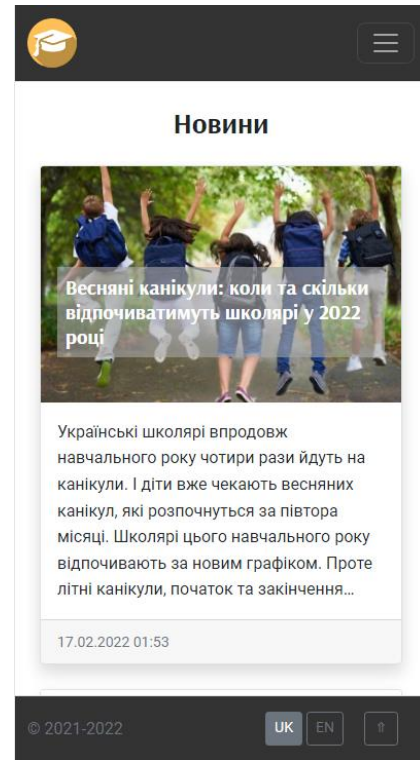 Новини
Весняні канікули: коли та скільки
відпочиватимуть школярі у 2022
році
Українські школярі впродовж
навчального року чотири рази йдуть на
канікули. І діти вже чекають весняних
канікул, які розпочнуться за півтора
місяці. Школярі цього навчального року
відпочивають за новим графіком. Проте
літні канікули, початок та закінчення...
17.02.2022 01:53
© 2021-2022 UK EN ⇑